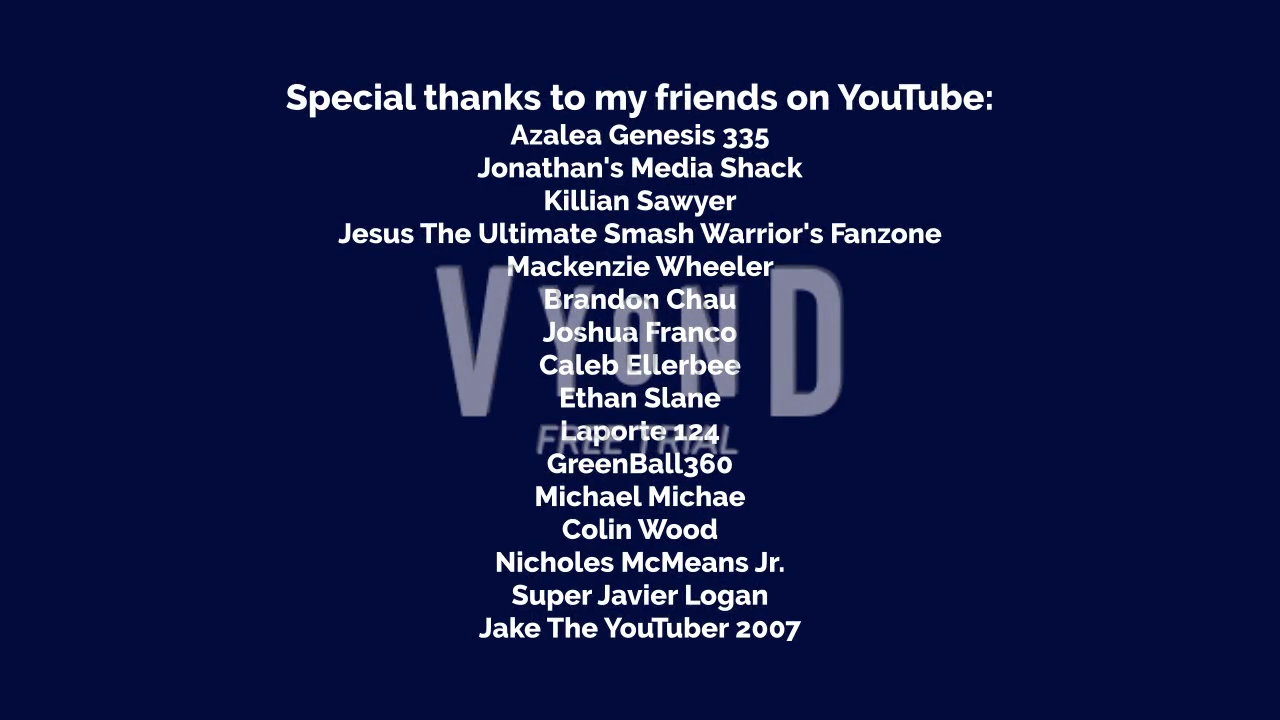 Special thanks to my friends on YouTube:
Azalea Genesis 335
Jonathan's Media Shack
Killian Sawyer
Jesus The Ultimate Smash Warrior's Fanzone
Mackenzie Wheeler
Brandon Chau
Joshua Franco
Caleb Ellerbee
Ethan Slane
Laporte 124
GreenBall360
Michael Michae
Colin Wood
Nicholes McMeans Jr.
Super Javier Logan
Jake The YouTuber 2007
VYOND
FREE TRIAL